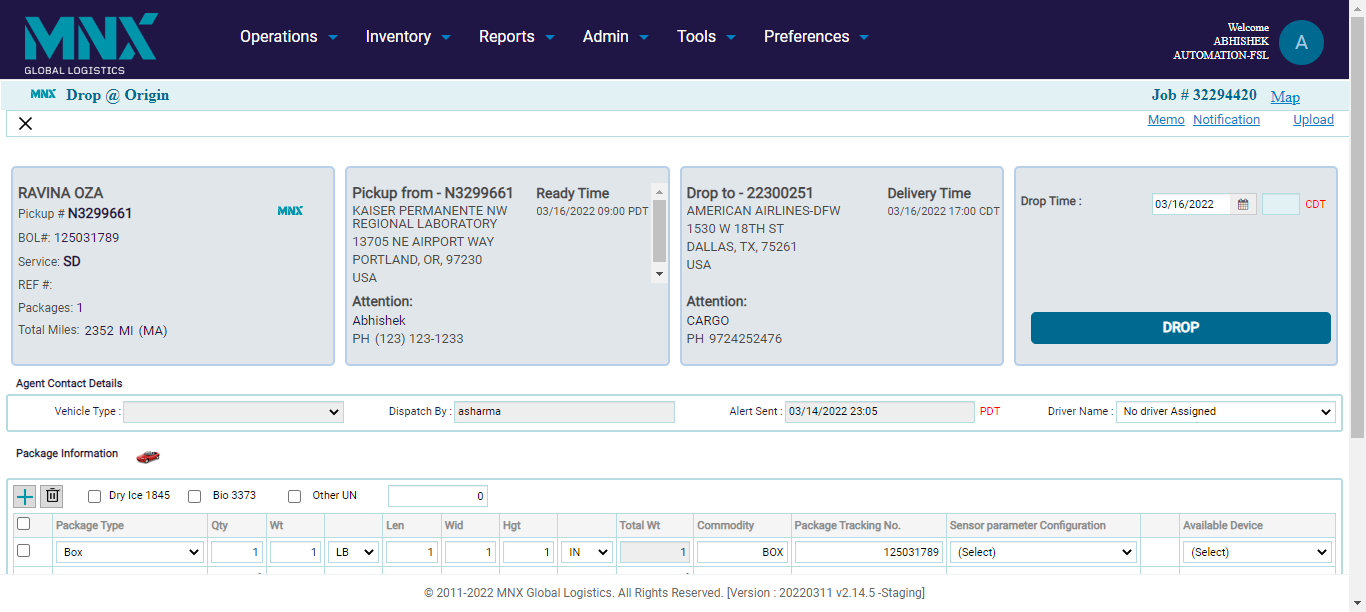 MNX
GLOBAL LOGISTICS
Operations Inventory Reports Admin Tools Preferences
Welcome
ABHISHEK
AUTOMATION-FSL
A
MNX Drop @ Origin
Job # 32294420 Map
Memo Notification Upload
RAVINA OZA
Pickup # N3299661
MNX
BOL#: 125031789
Service: SD
REF #:
Packages: 1
Total Miles: 2352 MI (MA)
Pickup from - N3299661
KAISER PERMANENTE NW
REGIONAL LABORATORY
13705 NE AIRPORT WAY
PORTLAND, OR, 97230
USA
Ready Time
03/16/2022 09:00 PDT
Attention:
Abhishek
PH (123) 123-1233
Drop to - 22300251
AMERICAN AIRLINES-DFW
1530 W 18TH ST
DALLAS, TX, 75261
USA
Delivery Time
03/16/2022 17:00 CDT
Attention:
CARGO
PH 9724252476
Drop Time : 03/16/2022 CDT
DROP
Agent Contact Details
Vehicle Type : Dispatch By : asharma Alert Sent : 03/14/2022 23:05 PDT Driver Name : No driver Assigned
Package Information
Dry Ice 1845 Bio 3373 Other UN 0
Package Type Qty Wt Len Wid Hgt Total Wt Commodity Package Tracking No. Sensor parameter Configuration Available Device
Box 1 1 LB 1 1 1 IN 1 BOX 125031789 (Select) (Select)
© 2011-2022 MNX Global Logistics. All Rights Reserved. [Version : 20220311 v2.14.5 -Staging]